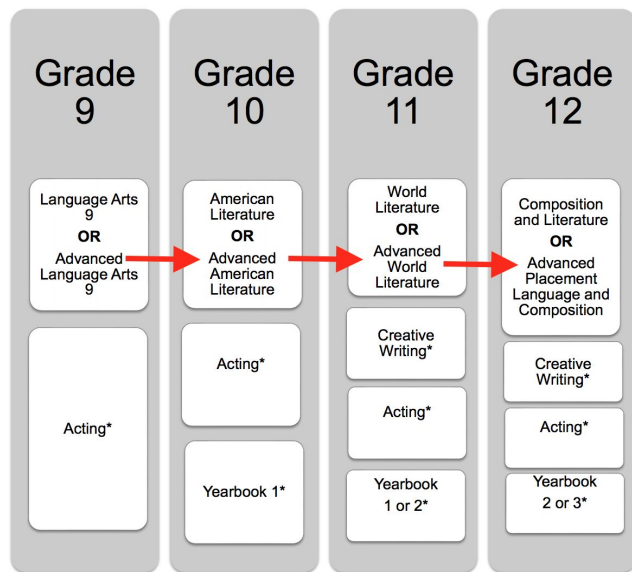 Grade
9
Language Arts
9
OR
Advanced
Language Arts
9
Acting*
Grade
10
American
Literature
OR
Advanced
American
Literature
Acting*
Yearbook 1*
Grade
11
World
Literature
OR
Advanced
World
Literature
Creative
Writing*
Acting*
Yearbook
1 or 2*
Grade
12
Composition
and Literature
OR
Advanced
Placement
Language and
Composition
Creative
Writing*
Acting*
Yearbook
2 or 3*